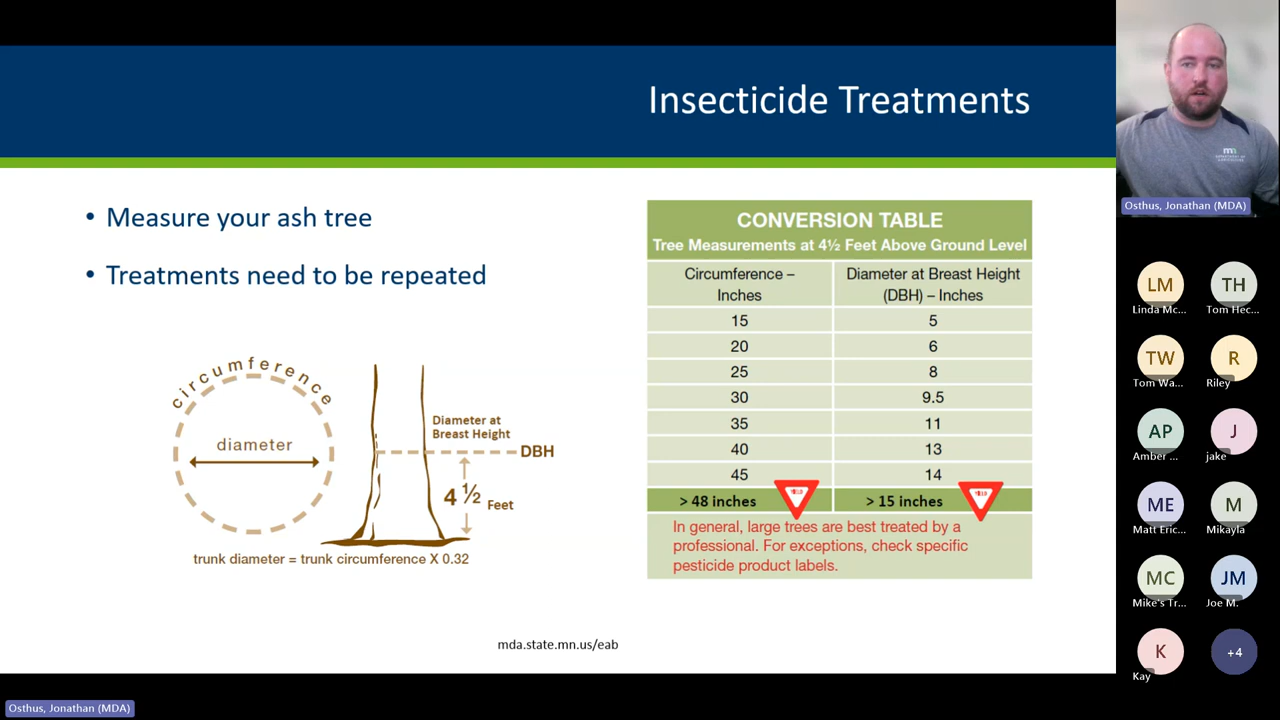 Insecticide Treatments
• Measure your ash tree
• Treatments need to be repeated
circumference
diameter
Diameter at
Breast Height
DBH
4 ½
Feet
trunk diameter = trunk circumference X 0.32
CONVERSION TABLE
Tree Measurements at 4½ Feet Above Ground Level
Circumference –
Inches
Diameter at Breast Height
(DBH) – Inches
15 5
20 6
25 8
30 9.5
35 11
40 13
45 14
> 48 inches > 15 inches
YIELD YIELD
In general, large trees are best treated by a
professional. For exceptions, check specific
pesticide product labels.
mda.state.mn.us/eab
Osthus, Jonathan (MDA)
Osthus, Jonathan (MDA)
LM TH
Linda Mc... Tom Hec...
TW R
Tom Wa... Riley
AP J
Amber ... jake
ME M
Matt Eric... Mikayla
MC JM
Mike's Tr... Joe M.
K +4
Kay